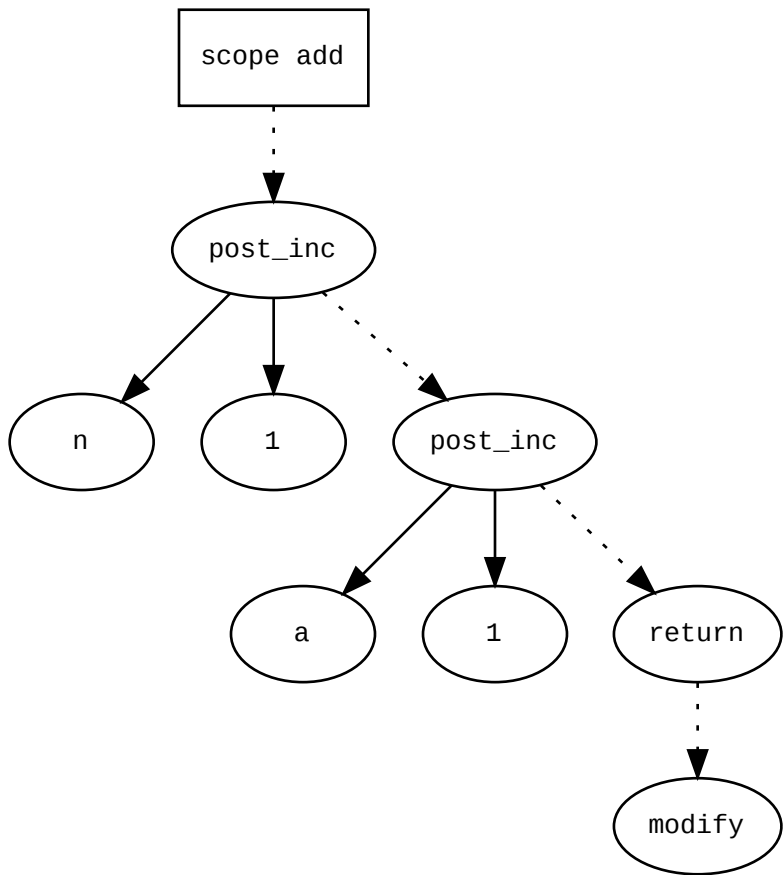 scope add
post_inc
n
1
post_inc
a
1
return
modify